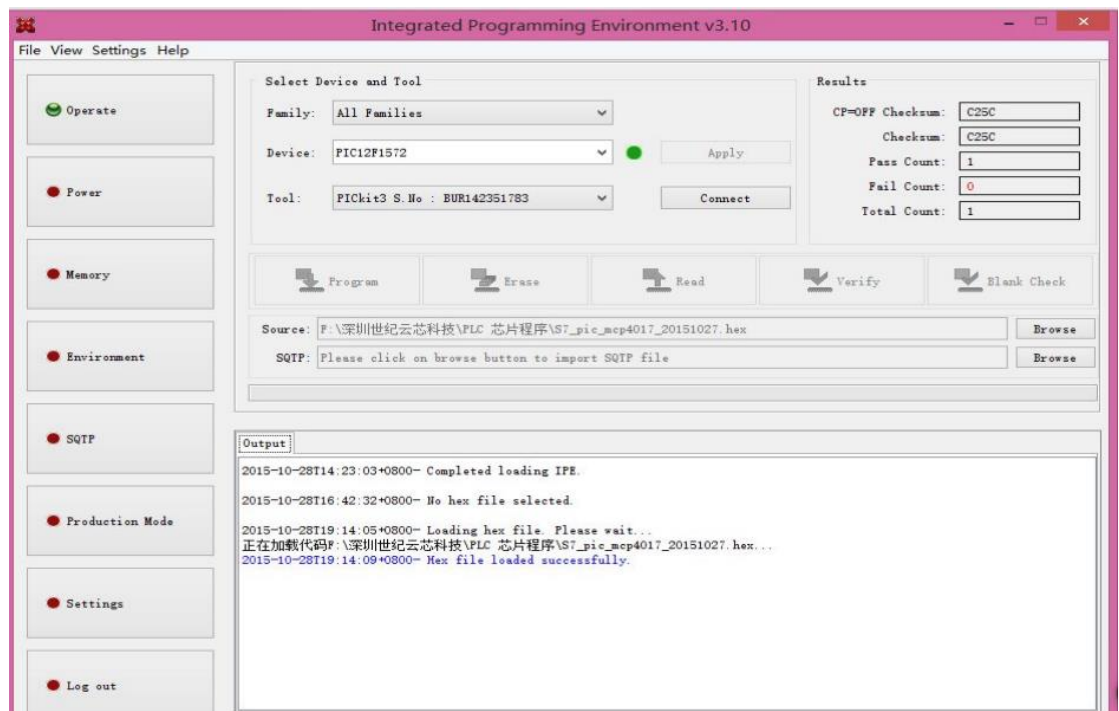 Integrated Programming Environment v3.10
File View Settings Help
Operate
Power
Memory
Environment
SQTP
Production Mode
Settings
Log out
Select Device and Tool
Family: All Families
Device: PIC12F1572 Apply
Tool: PICkit3 S.No : BUR142351783 Connect
Results
CP=OFF Checksum: C25C
Checksum: C25C
Pass Count: 1
Fail Count: 0
Total Count: 1
Program Erase Read Verify Blank Check
Source: F:\深圳世纪云芯科技\PLC 芯片程序\S7_pic_mcp4017_20151027.hex Browse
SQTP: Please click on browse button to import SQTP file Browse
Output
2015-10-28T14:23:03+0800- Completed loading IPE.
2015-10-28T16:42:32+0800- No hex file selected.
2015-10-28T19:14:05+0800- Loading hex file. Please wait...
正在加载代码F:\深圳世纪云芯科技\PLC 芯片程序\S7_pic_mcp4017_20151027.hex...
2015-10-28T19:14:09+0800- Hex file loaded successfully.